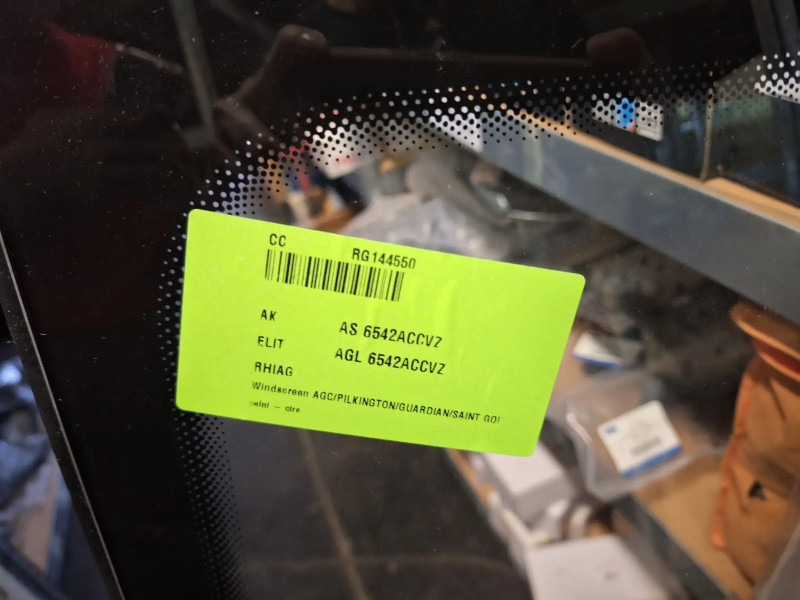 CC RG144550
AK AS 6542ACCVZ
ELIT AGL 6542ACCVZ
RHIAG
Windscreen AGC/PILKINGTON/GUARDIAN/SAINT GO